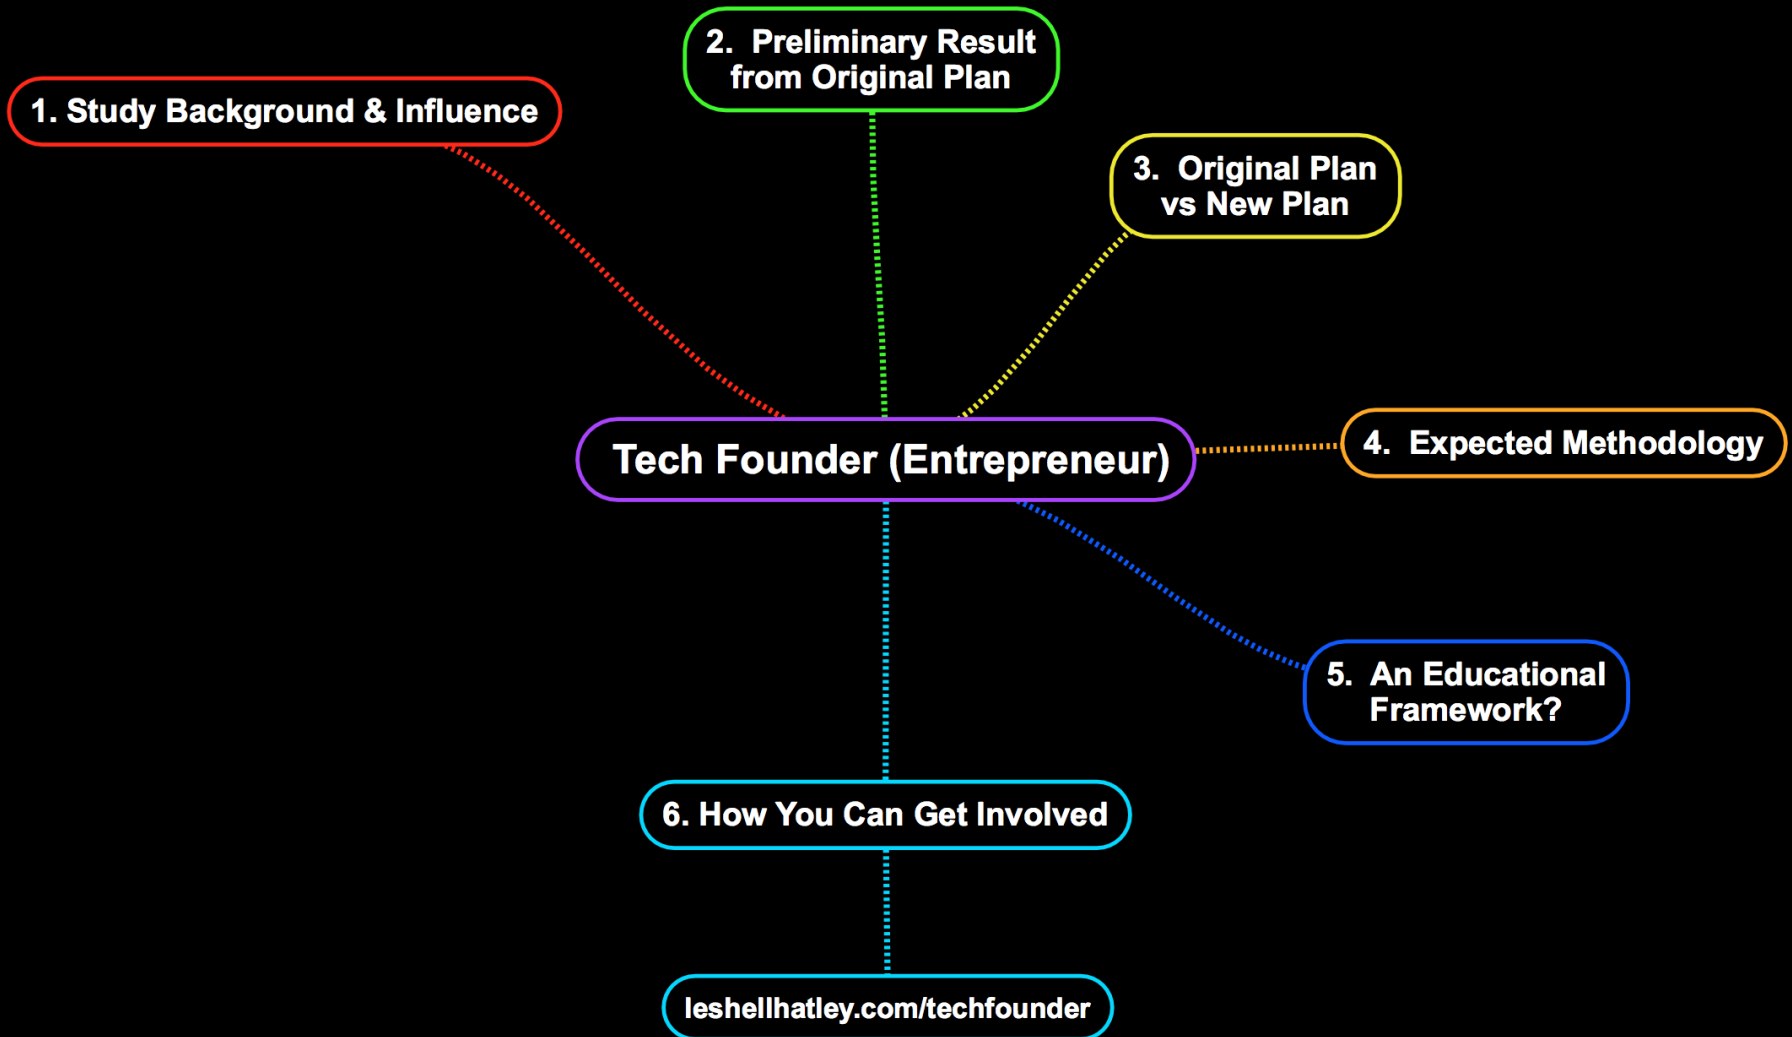 1. Study Background & Influence
2. Preliminary Result
from Original Plan
3. Original Plan
vs New Plan
Tech Founder (Entrepreneur)
4. Expected Methodology
5. An Educational
Framework?
6. How You Can Get Involved
leshellhatley.com/techfounder